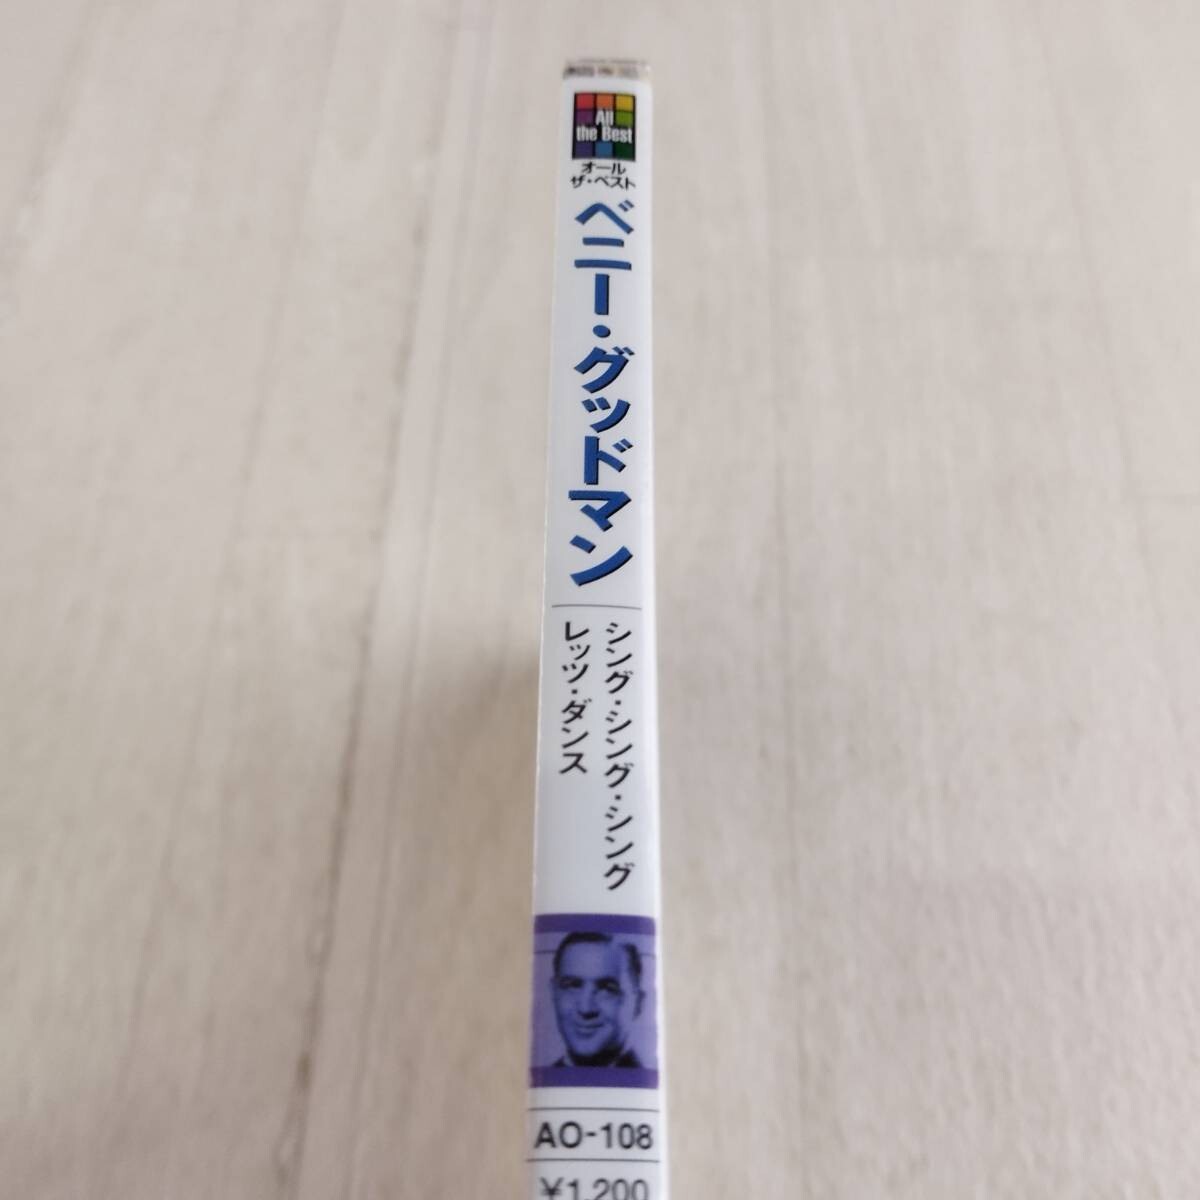 All
the Best
オール
ザ・ベスト
ベニー・グッドマン
シング・シング・シング
レッツ・ダンス
AO-108
¥1,200